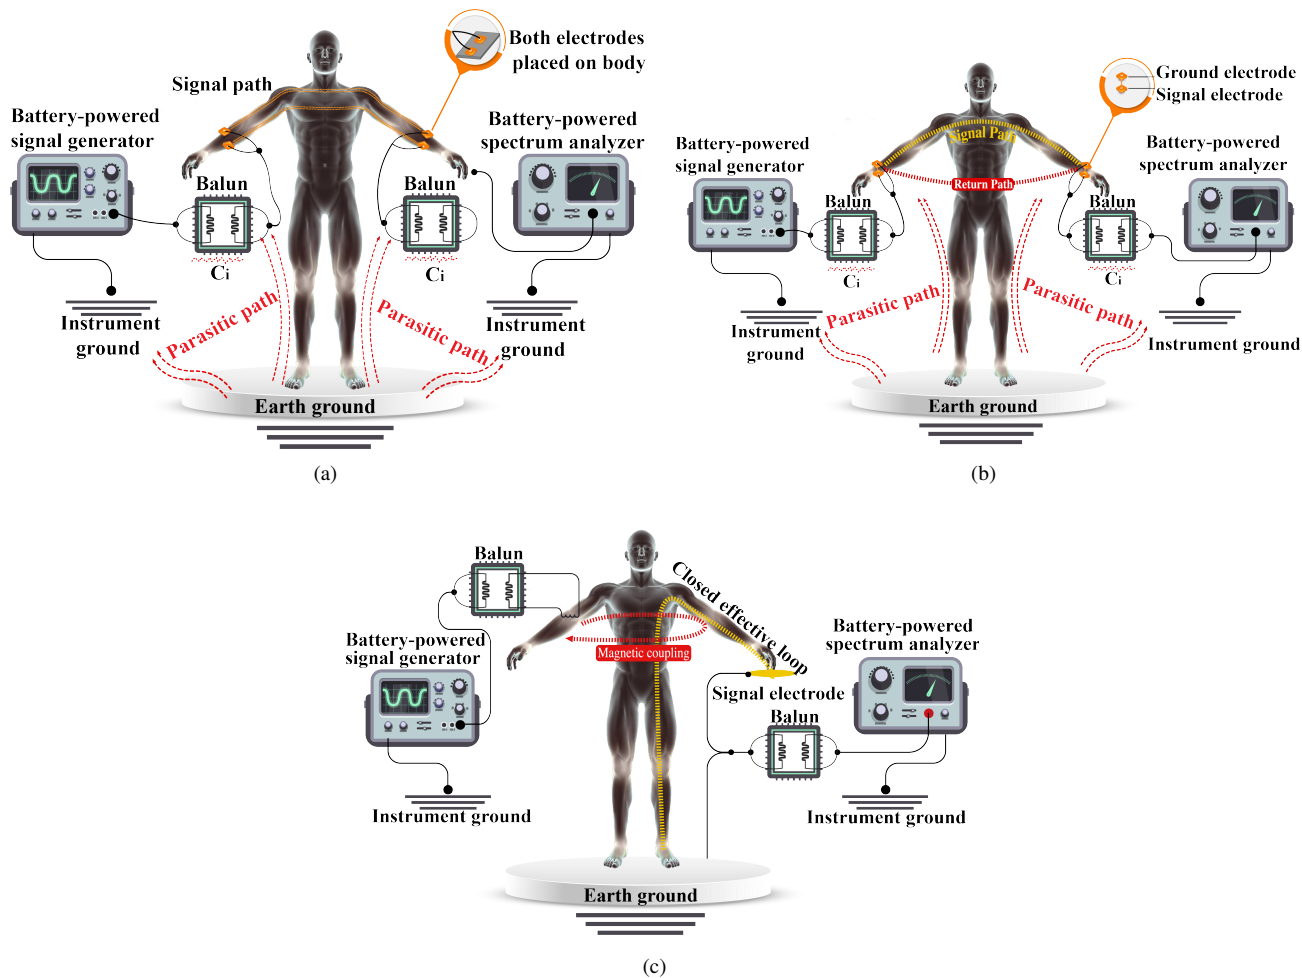 Both electrodes
placed on body
Signal path
Battery-powered
signal generator
Battery-powered
spectrum analyzer
Balun
Balun
Ci
Ci
Parasitic path
Parasitic path
Instrument
ground
Instrument
ground
Earth ground
(a)
Ground electrode
Signal electrode
Battery-powered
signal generator
Battery-powered
spectrum analyzer
Signal Path
Return Path
Balun
Balun
Ci
Ci
Parasitic path
Parasitic path
Instrument
ground
Instrument ground
Earth ground
(b)
Balun
Closed effective loop
Battery-powered
signal generator
Battery-powered
spectrum analyzer
Magnetic coupling
Signal electrode
Balun
Instrument ground
Instrument ground
Earth ground
(c)